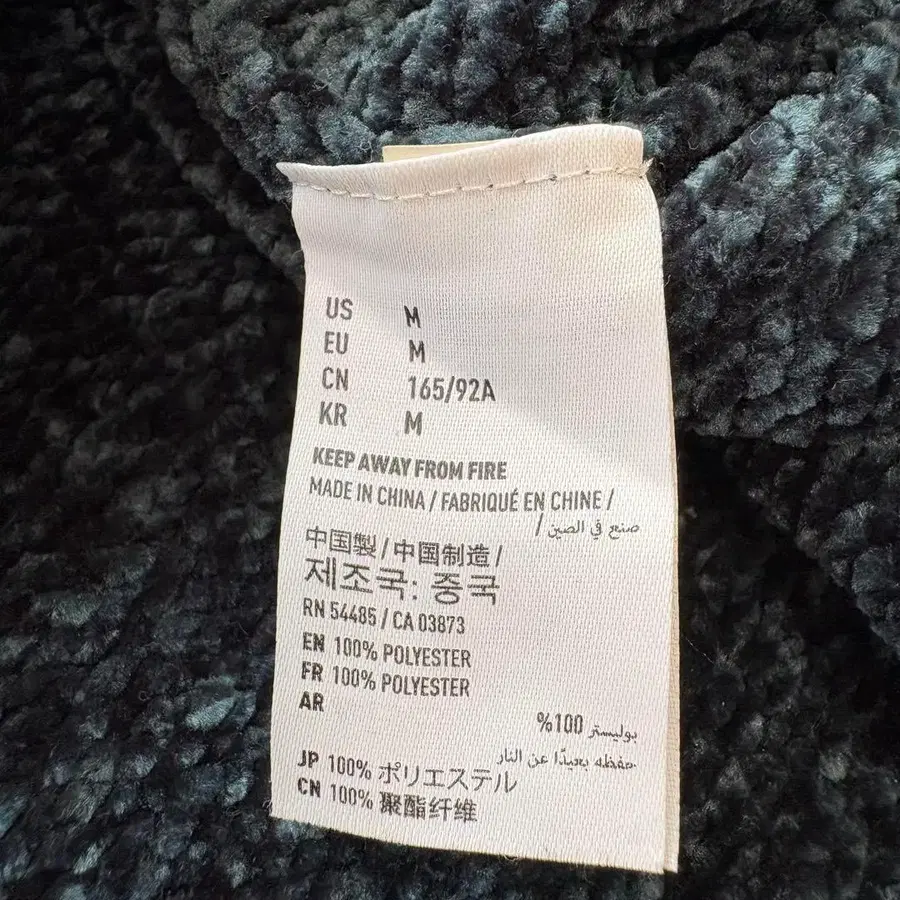 US M
EU M
CN 165/92A
KR M
KEEP AWAY FROM FIRE
MADE IN CHINA / FABRIQUÉ EN CHINE /
صنع في الصين /
中国製 / 中国制造 /
제조국: 중국
RN 54485 / CA 03873
EN 100% POLYESTER
FR 100% POLYESTER
AR
بوليستر 100%
حفظه بعيدًا عن النار
JP 100% ポリエステル
CN 100% 聚酯纤维